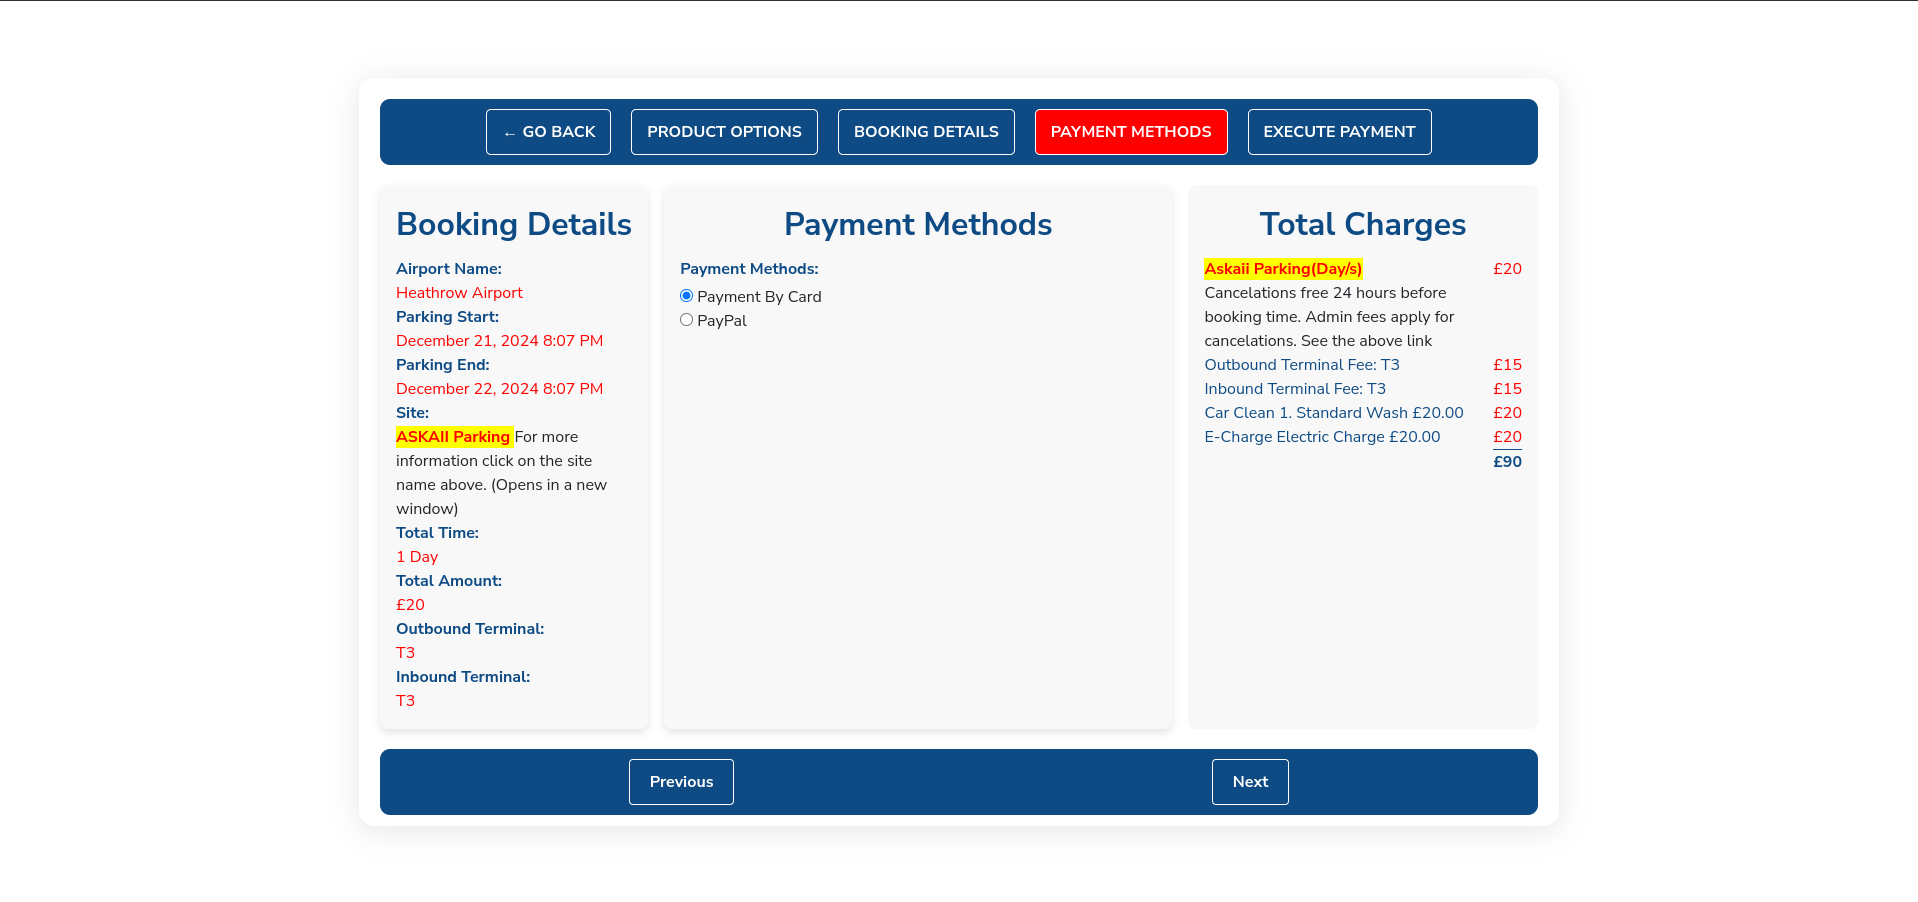 ← GO BACK
PRODUCT OPTIONS
BOOKING DETAILS
PAYMENT METHODS
EXECUTE PAYMENT
Booking Details
Airport Name:
Heathrow Airport
Parking Start:
December 21, 2024 8:07 PM
Parking End:
December 22, 2024 8:07 PM
Site:
ASKAII Parking For more
information click on the site
name above. (Opens in a new
window)
Total Time:
1 Day
Total Amount:
£20
Outbound Terminal:
T3
Inbound Terminal:
T3
Payment Methods
Payment Methods:
Payment By Card
PayPal
Total Charges
Askaii Parking(Day/s) £20
Cancelations free 24 hours before
booking time. Admin fees apply for
cancelations. See the above link
Outbound Terminal Fee: T3 £15
Inbound Terminal Fee: T3 £15
Car Clean 1. Standard Wash £20.00 £20
E-Charge Electric Charge £20.00 £20
£90
Previous
Next